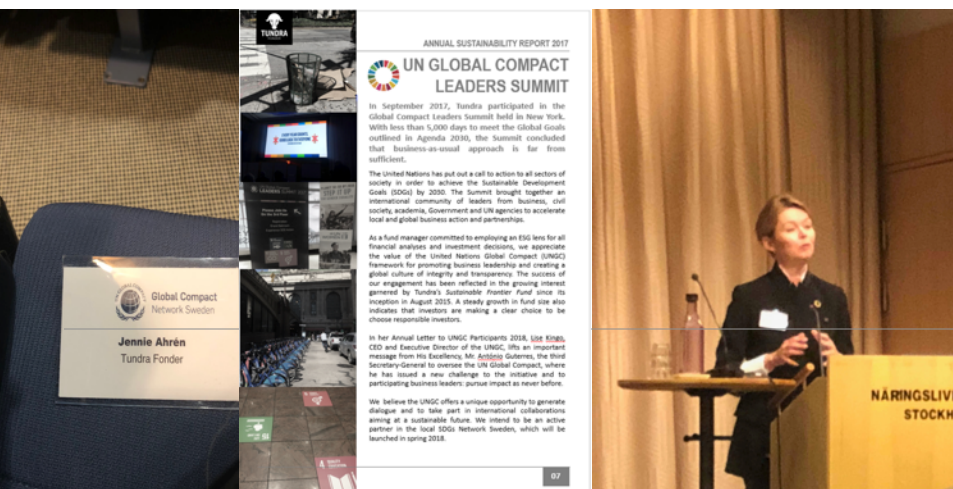 Global Compact
Network Sweden
Jennie Ahrén
Tundra Fonder
TUNDRA
LEADERS
4
ANNUAL SUSTAINABILITY REPORT 2017
UN GLOBAL COMPACT
LEADERS SUMMIT
In September 2017, Tundra participated in the
Global Compact Leaders Summit held in New York.
With less than 5,000 days to meet the Global Goals
outlined in Agenda 2030, the Summit concluded
that business-as-usual approach is far from
sufficient.
The United Nations has put out a call to action to all sectors of
society in order to achieve the Sustainable Development
Goals (SDGs) by 2030. The Summit brought together an
international community of leaders from business, civil
society, academia, Government and UN agencies to accelerate
local and global business action and partnerships.
As a fund manager committed to employing an ESG lens for all
financial analyses and investment decisions, we appreciate
the value of the United Nations Global Compact (UNGC)
framework for promoting business leadership and creating a
global culture of integrity and transparency. The success of
our engagement has been reflected in the growing interest
garnered by Tundra's Sustainable Frontier Fund since its
inception in August 2015. A steady growth in fund size also
indicates that investors are making a clear choice to be
choose responsible investors.
In her Annual Letter to UNGC Participants 2018, Lise Kingo,
CEO and Executive Director of the UNGC, lifts an important
message from His Excellency, Mr. António Guterres, the third
Secretary-General to oversee the UN Global Compact, where
he has issued a new challenge to the initiative and to
participating business leaders: pursue impact as never before.
We believe the UNGC offers a unique opportunity to generate
dialogue and to take part in international collaborations
aiming at a sustainable future. We intend to be an active
partner in the local SDGs Network Sweden, which will be
launched in spring 2018.
07
NÄRINGSLIV
STOCKH